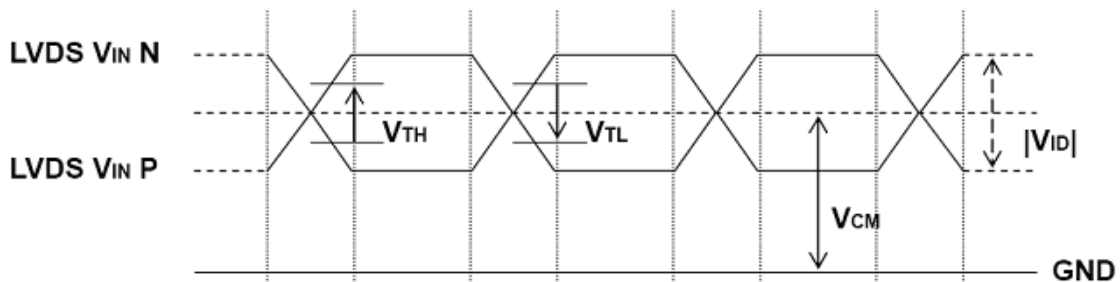 LVDS VIN N
VTH
VTL
LVDS VIN P
|VID|
VCM
GND